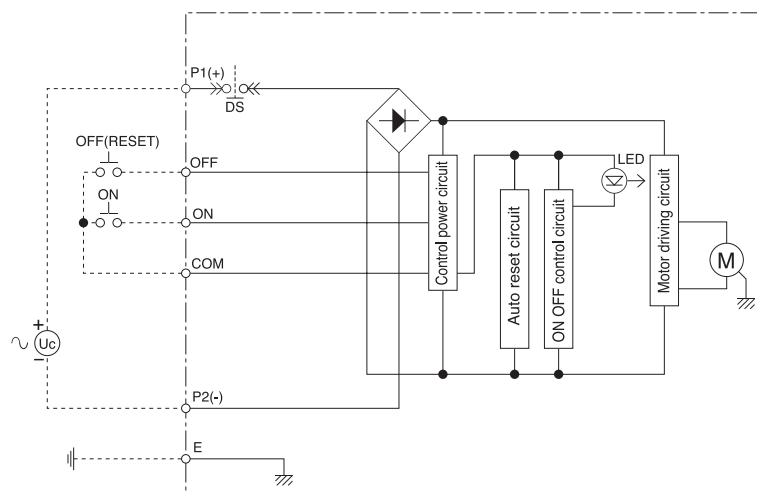 P1(+)
DS
OFF(RESET)
OFF
ON
ON
COM
Control power circuit
Auto reset circuit
ON OFF control circuit
LED
Motor driving circuit
M
+
Uc
−
P2(-)
E